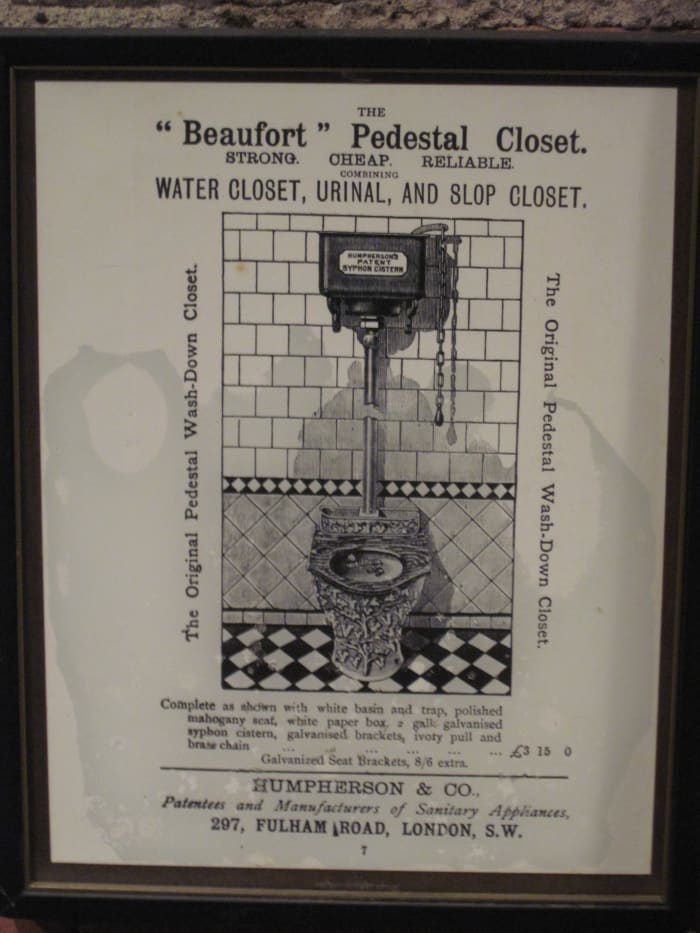 THE
“ Beaufort ” Pedestal Closet.
STRONG. CHEAP. RELIABLE.
COMBINING
WATER CLOSET, URINAL, AND SLOP CLOSET.
The Original Pedestal Wash-Down Closet.
HUMPHERSON'S
PATENT
SYPHON CISTERN
The Original Pedestal Wash-Down Closet.
Complete as shown with white basin and trap, polished
mahogany seat, white paper box, 2 gall. galvanised
syphon cistern, galvanised brackets, ivory pull and
brass chain ... ... ... ... ... ... £3 15 0
Galvanized Seat Brackets, 8/6 extra.
HUMPHERSON & CO.,
Patentees and Manufacturers of Sanitary Appliances,
297, FULHAM ROAD, LONDON, S.W.
7